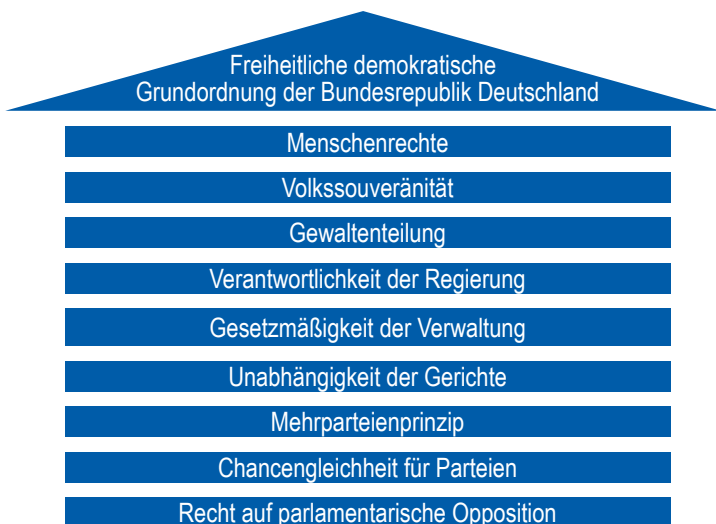 Freiheitliche demokratische
Grundordnung der Bundesrepublik Deutschland
Menschenrechte
Volkssouveränität
Gewaltenteilung
Verantwortlichkeit der Regierung
Gesetzmäßigkeit der Verwaltung
Unabhängigkeit der Gerichte
Mehrparteienprinzip
Chancengleichheit für Parteien
Recht auf parlamentarische Opposition